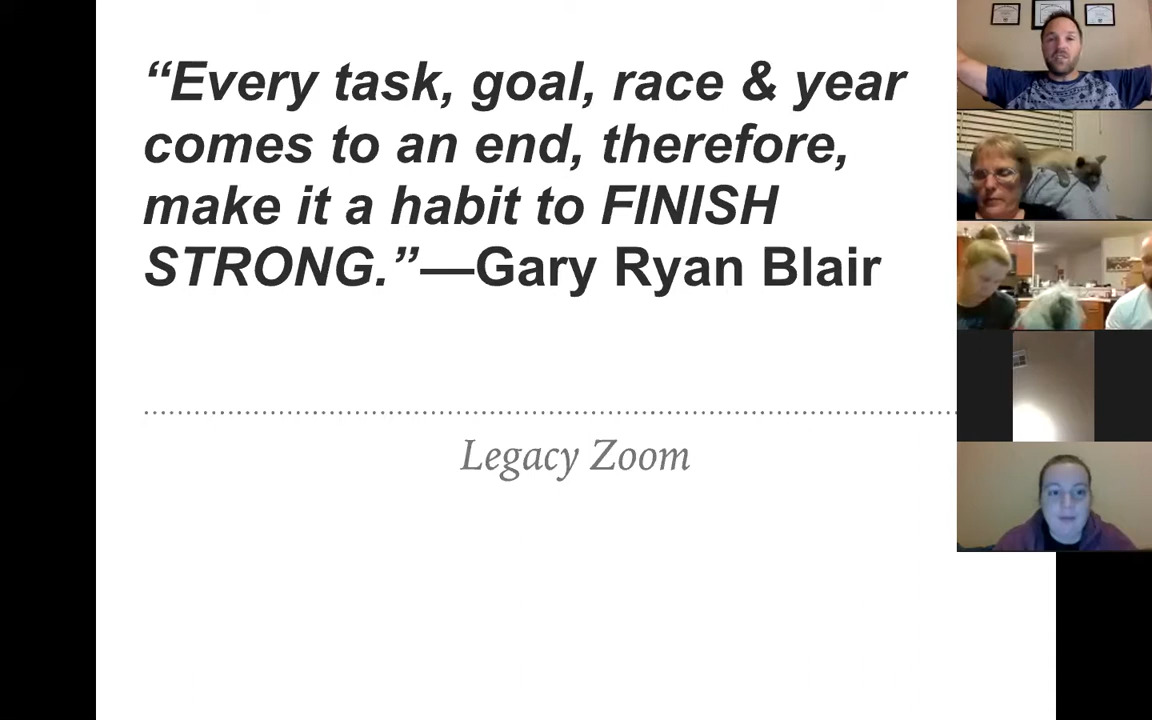 “Every task, goal, race & year
comes to an end, therefore,
make it a habit to FINISH
STRONG.”—Gary Ryan Blair
Legacy Zoom